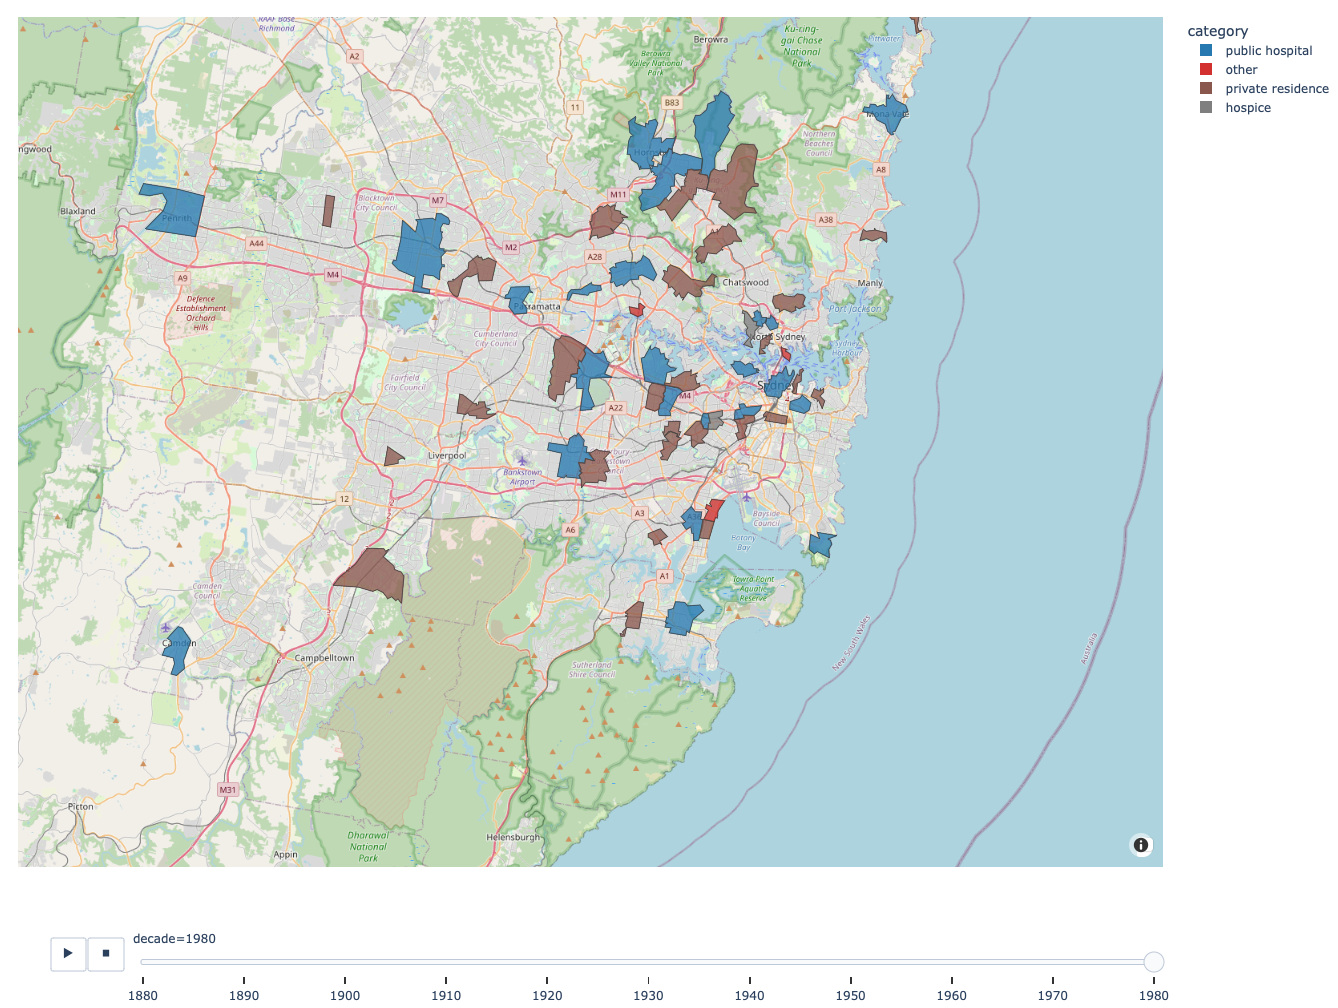 RAAF Base
Richmond
Berowra
Ku-ring-
gai Chase
National
Park
Pittwater
A2
Berowra
Valley National
Park
11
B83
Mona Vale
ngwood
Northern
Beaches
Council
Horns
A8
Blaxland
Penrith
Blacktown
City Council
M7
M11
A38
A44
M2
A1
A28
M4
A9
Chatswood
Manly
Defence
Establishment
Orchard
Hills
Parramatta
Port Jackson
Cumberland
City Council
North Sydney
Sydney
Harbour
Fairfield
City Council
Sydney
M4
A22
Liverpool
Bankstown
Airport
12
A3
A36
Bayside
Council
A6
Botany
Bay
A1
Towra Point
Aquatic
Reserve
Camden
Council
Camden
Campbelltown
Sutherland
Shire Council
New South Wales
Australia
M31
Picton
Helensburgh
Appin
Dharawal
National
Park
category
public hospital
other
private residence
hospice
decade=1980
1880 1890 1900 1910 1920 1930 1940 1950 1960 1970 1980